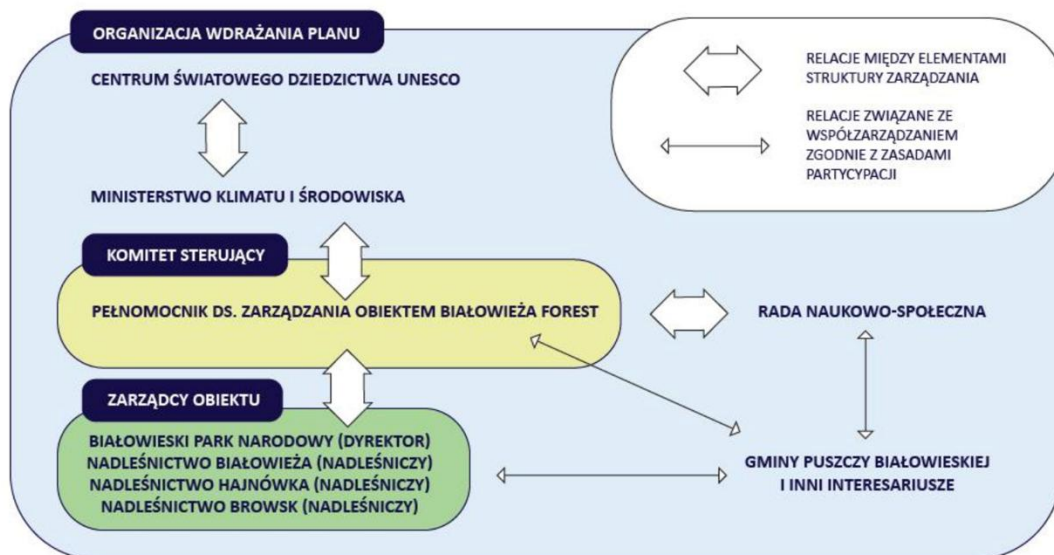 ORGANIZACJA WDRAŻANIA PLANU
CENTRUM ŚWIATOWEGO DZIEDZICTWA UNESCO
MINISTERSTWO KLIMATU I ŚRODOWISKA
RELACJE MIĘDZY ELEMENTAMI
STRUKTURY ZARZĄDZANIA
RELACJE ZWIĄZANE ZE
WSPÓŁZARZĄDZANIEM
ZGODNIE Z ZASADAMI
PARTYCYPACJI
KOMITET STERUJĄCY
PEŁNOMOCNIK DS. ZARZĄDZANIA OBIEKTEM BIAŁOWIEŻA FOREST
RADA NAUKOWO-SPOŁECZNA
ZARZĄDCY OBIEKTU
BIAŁOWIESKI PARK NARODOWY (DYREKTOR)
NADLEŚNICTWO BIAŁOWIEŻA (NADLEŚNICZY)
NADLEŚNICTWO HAJNÓWKA (NADLEŚNICZY)
NADLEŚNICTWO BROWSK (NADLEŚNICZY)
GMINY PUSZCZY BIAŁOWIESKIEJ
I INNI INTERESARIUSZE